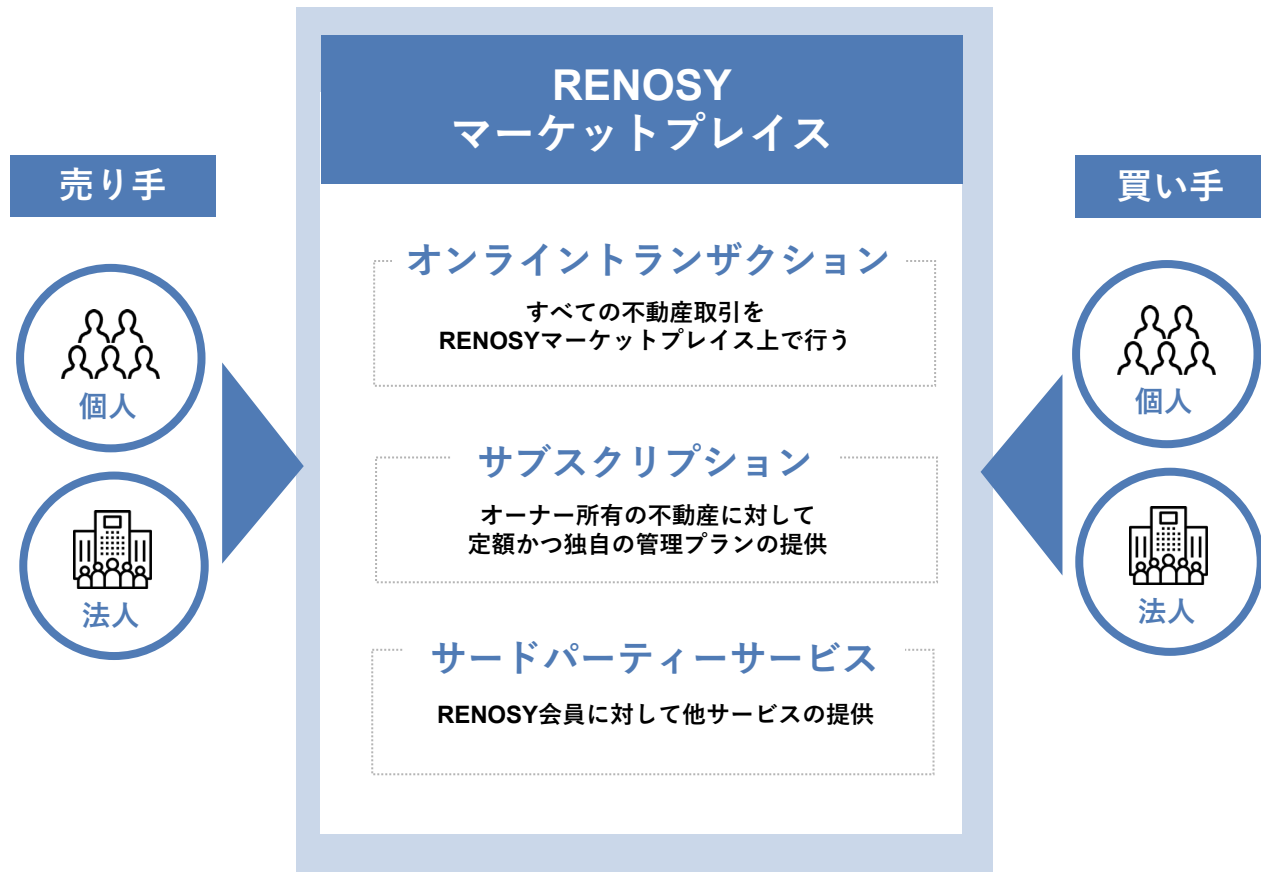 売り手
個人
法人
RENOSY
マーケットプレイス
オンライントランザクション
すべての不動産取引を
RENOSYマーケットプレイス上で行う
サブスクリプション
オーナー所有の不動産に対して
定額かつ独自の管理プランの提供
サードパーティーサービス
RENOSY会員に対して他サービスの提供
買い手
個人
法人